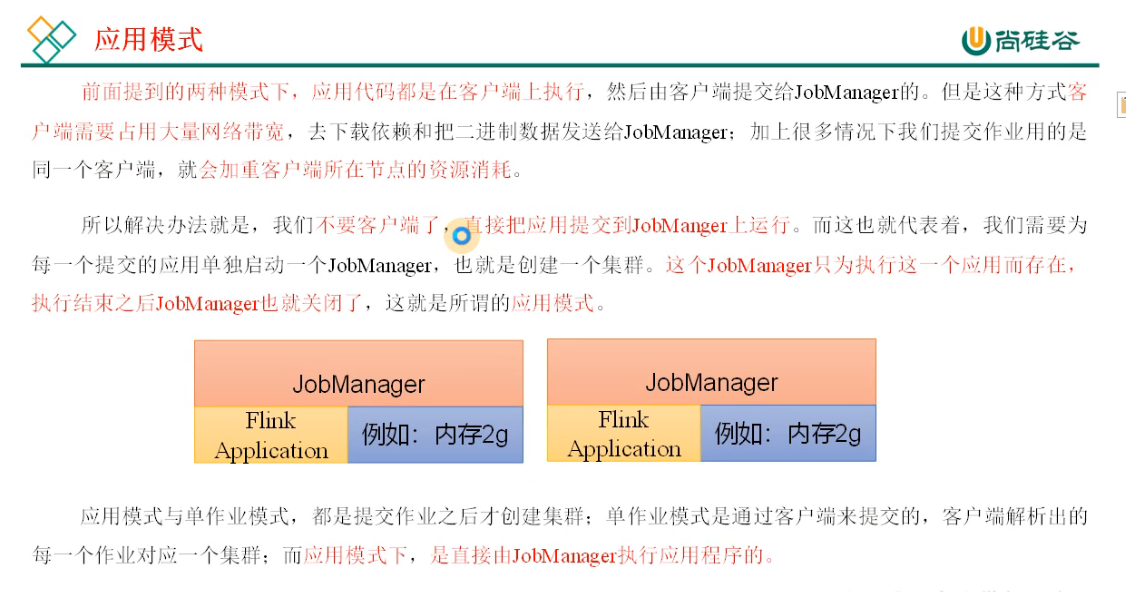 应用模式
尚硅谷
前面提到的两种模式下，应用代码都是在客户端上执行，然后由客户端提交给JobManager的。但是这种方式客
户端需要占用大量网络带宽，去下载依赖和把二进制数据发送给JobManager；加上很多情况下我们提交作业用的是
同一个客户端，就会加重客户端所在节点的资源消耗。
所以解决办法就是，我们不要客户端了，直接把应用提交到JobManger上运行。而这也就代表着，我们需要为
每一个提交的应用单独启动一个JobManager，也就是创建一个集群。这个JobManager只为执行这一个应用而存在，
执行结束之后JobManager也就关闭了，这就是所谓的应用模式。
JobManager
Flink
Application
例如：内存2g
JobManager
Flink
Application
例如：内存2g
应用模式与单作业模式，都是提交作业之后才创建集群；单作业模式是通过客户端来提交的，客户端解析出的
每一个作业对应一个集群；而应用模式下，是直接由JobManager执行应用程序的。